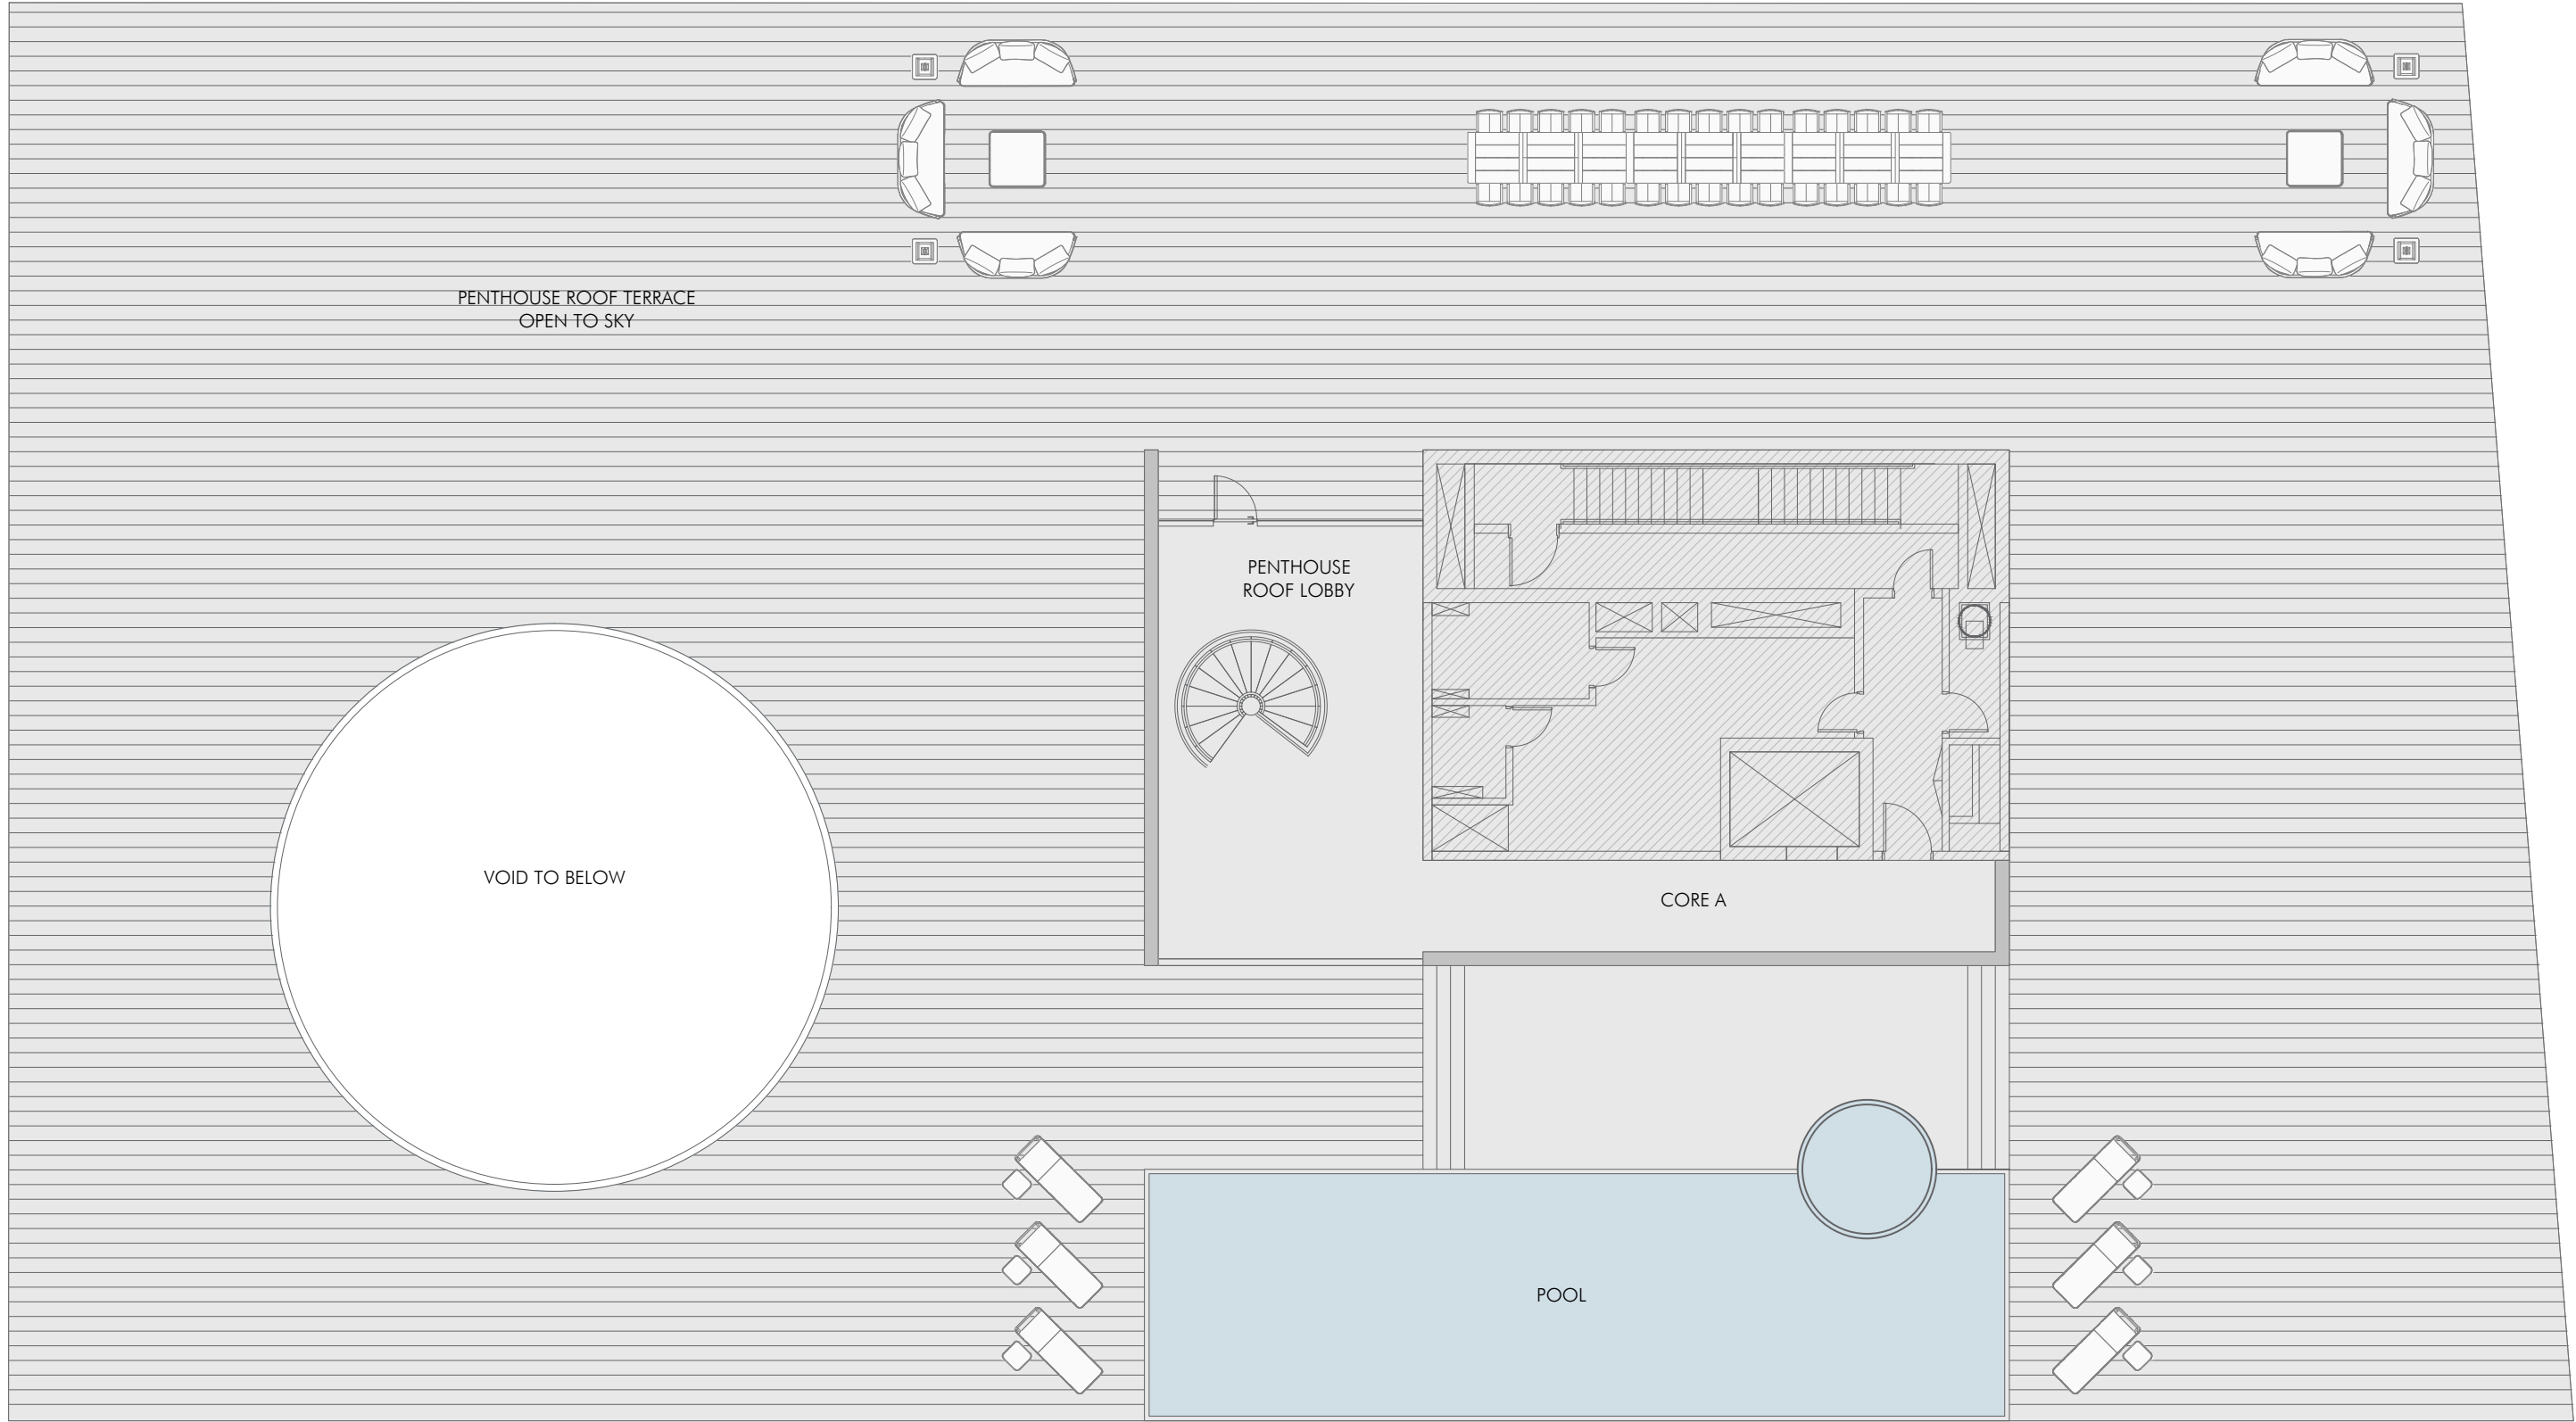 PENTHOUSE ROOF TERRACE
OPEN TO SKY
PENTHOUSE
ROOF LOBBY
VOID TO BELOW
CORE A
POOL